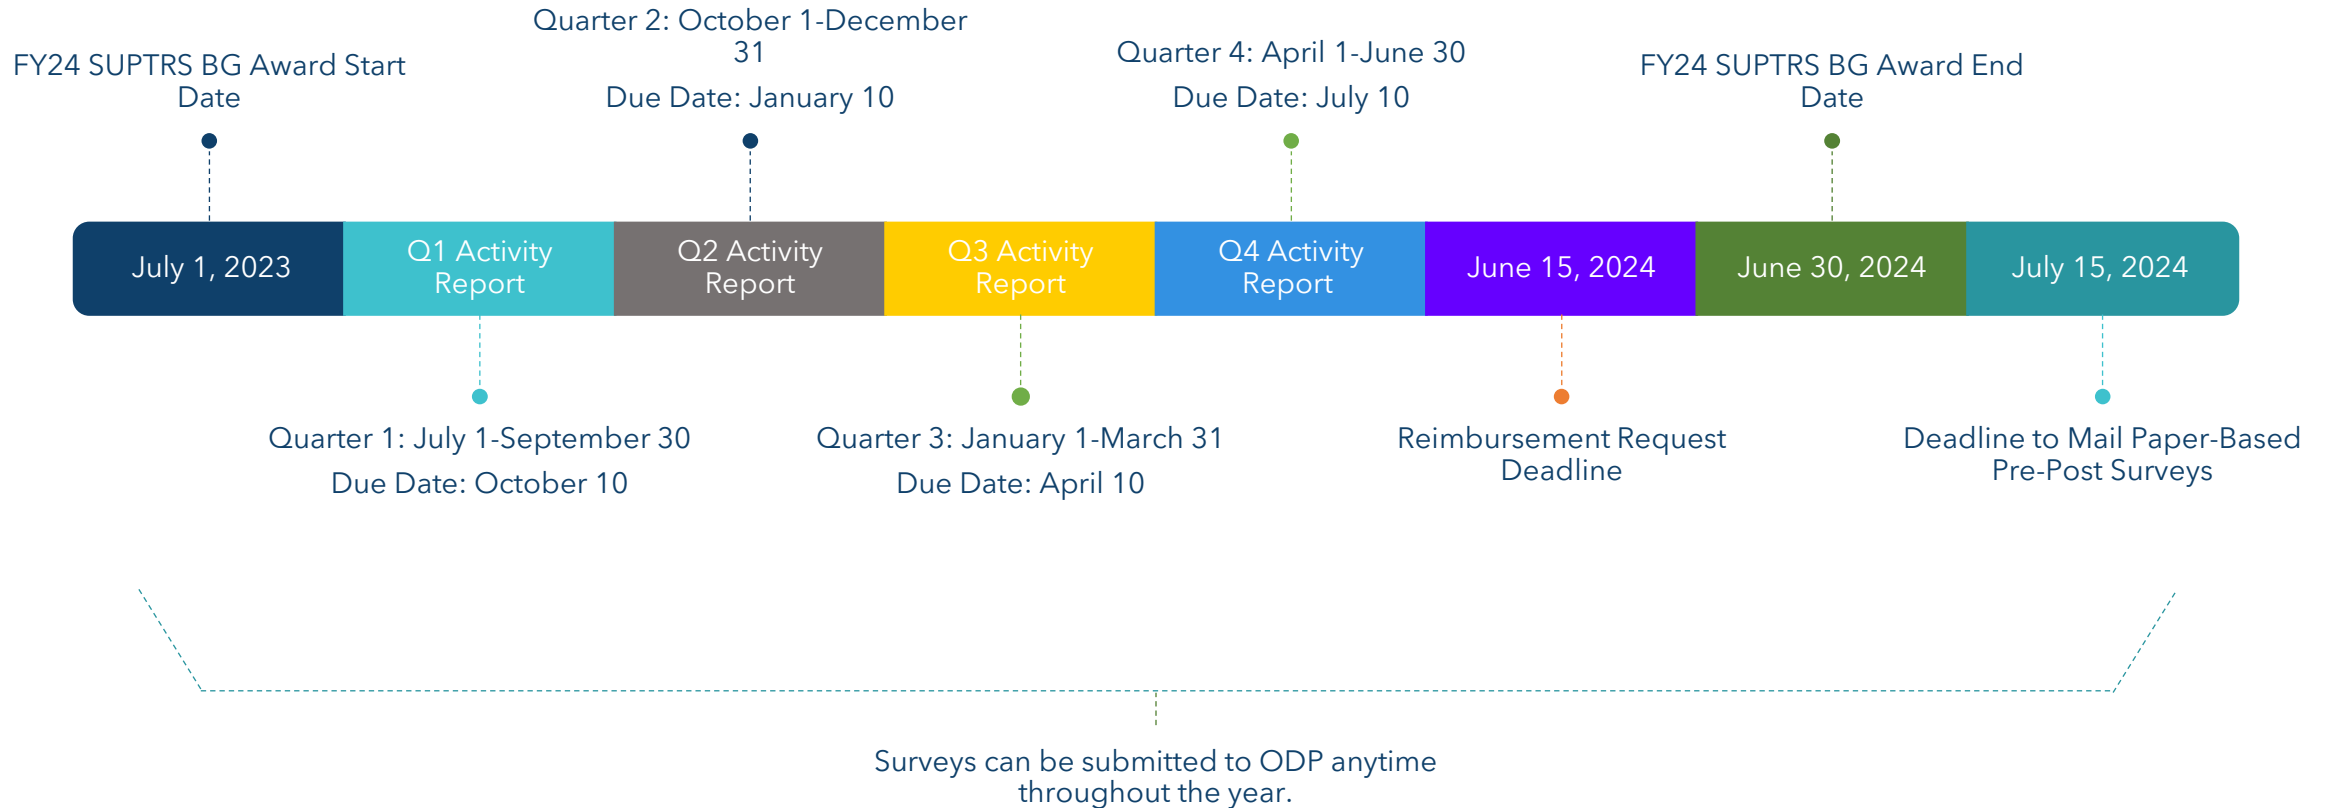 FY24 SUPTRS BG Award Start
Date
Quarter 2: October 1-December
31
Due Date: January 10
Quarter 4: April 1-June 30
Due Date: July 10
FY24 SUPTRS BG Award End
Date
July 1, 2023
Q1 Activity
Report
Q2 Activity
Report
Q3 Activity
Report
Q4 Activity
Report
June 15, 2024
June 30, 2024
July 15, 2024
Quarter 1: July 1-September 30
Due Date: October 10
Quarter 3: January 1-March 31
Due Date: April 10
Reimbursement Request
Deadline
Deadline to Mail Paper-Based
Pre-Post Surveys
Surveys can be submitted to ODP anytime
throughout the year.